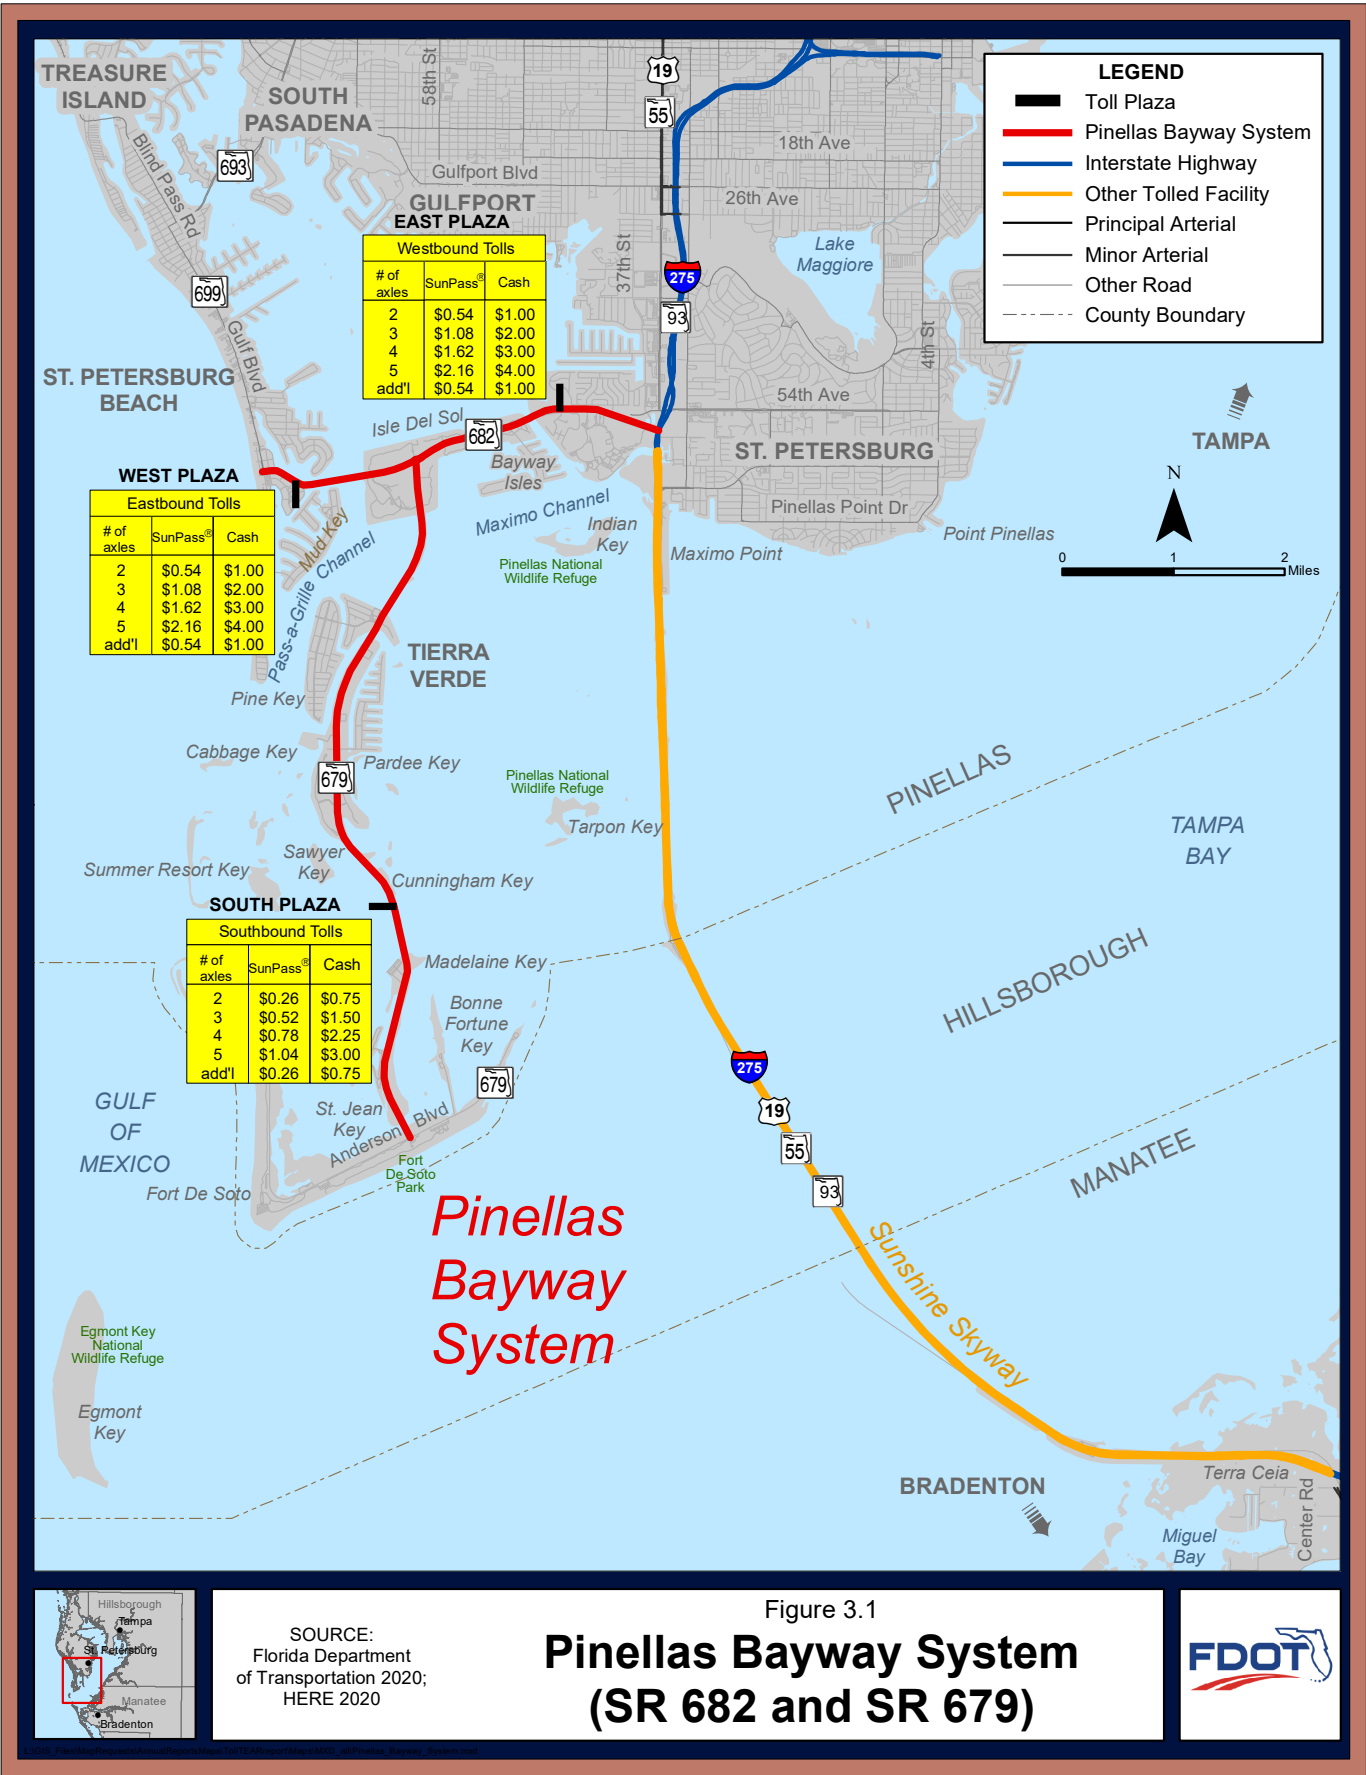 TREASURE
ISLAND
SOUTH
PASADENA
58th St
19
55
18th Ave
Blind Pass Rd
693
Gulfport Blvd
GULFPORT
26th Ave
Lake
Maggiore
37th St
275
93
4th St
699
Gulf Blvd
54th Ave
ST. PETERSBURG
BEACH
LEGEND
Toll Plaza
Pinellas Bayway System
Interstate Highway
Other Tolled Facility
Principal Arterial
Minor Arterial
Other Road
County Boundary
EAST PLAZA
Westbound Tolls
# of
axles SunPass® Cash
2 $0.54 $1.00
3 $1.08 $2.00
4 $1.62 $3.00
5 $2.16 $4.00
add'l $0.54 $1.00
Isle Del Sol
682
Bayway
Isles
ST. PETERSBURG
TAMPA
N
0 1 2
Miles
WEST PLAZA
Eastbound Tolls
# of
axles SunPass® Cash
2 $0.54 $1.00
3 $1.08 $2.00
4 $1.62 $3.00
5 $2.16 $4.00
add'l $0.54 $1.00
Mud Key
Pass-a-Grille Channel
Maximo Channel
Indian
Key
Pinellas National
Wildlife Refuge
Maximo Point
Pinellas Point Dr
Point Pinellas
TIERRA
VERDE
Pine Key
Cabbage Key
Pardee Key
679
Pinellas National
Wildlife Refuge
Tarpon Key
PINELLAS
TAMPA
BAY
Summer Resort Key
Sawyer
Key
Cunningham Key
SOUTH PLAZA
Southbound Tolls
# of
axles SunPass® Cash
2 $0.26 $0.75
3 $0.52 $1.50
4 $0.78 $2.25
5 $1.04 $3.00
add'l $0.26 $0.75
Madelaine Key
Bonne
Fortune
Key
679
HILLSBOROUGH
275
19
55
93
GULF
OF
MEXICO
St. Jean
Key
Anderson Blvd
Fort
De Soto
Park
Fort De Soto
MANATEE
Pinellas
Bayway
System
Sunshine Skyway
Egmont Key
National
Wildlife Refuge
Egmont
Key
BRADENTON
Terra Ceia
Center Rd
Miguel
Bay
Hillsborough
Tampa
St. Petersburg
Manatee
Bradenton
SOURCE:
Florida Department
of Transportation 2020;
HERE 2020
Figure 3.1
Pinellas Bayway System
(SR 682 and SR 679)
FDOT